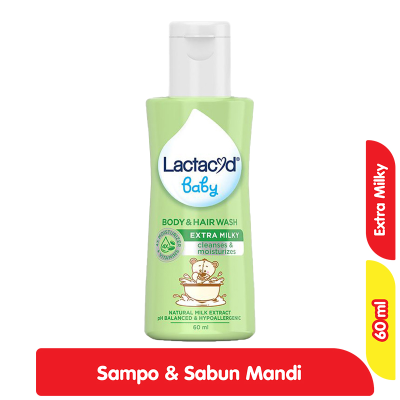 Lactacyd®
baby
BODY & HAIR WASH
EXTRA MILKY
cleanses &
moisturizes
NATURAL MILK EXTRACT
pH BALANCED & HYPOALLERGENIC
60 ml
Extra Milky
60 ml
Sampo & Sabun Mandi